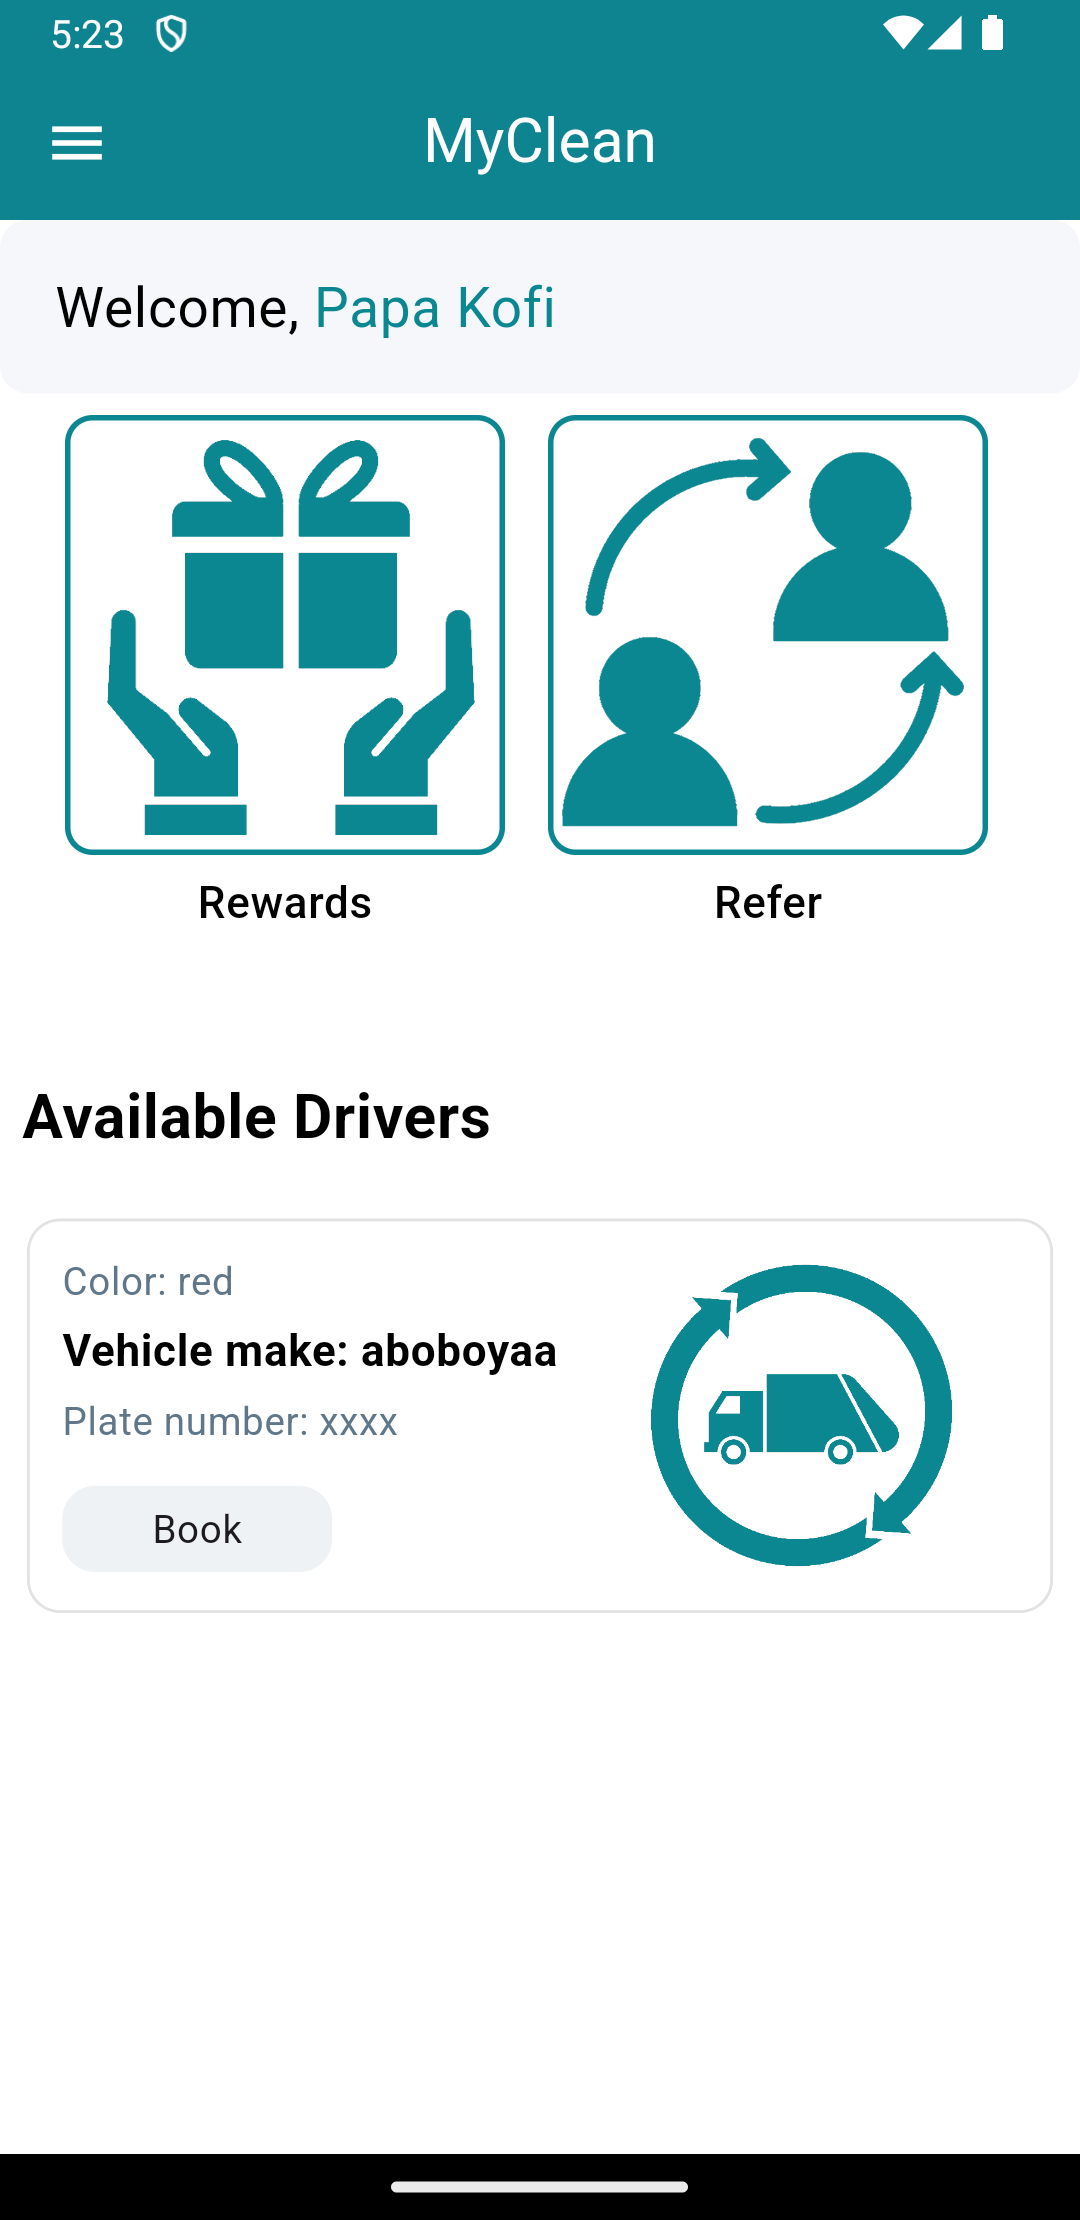 5:23
MyClean
Welcome, Papa Kofi
Rewards
Refer
Available Drivers
Color: red
Vehicle make: aboboyaa
Plate number: xxxx
Book